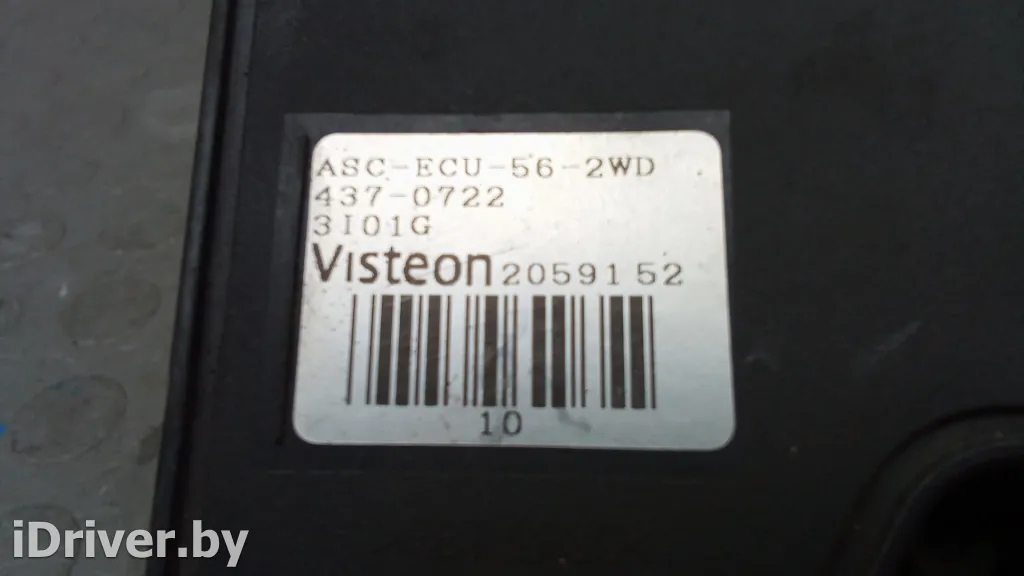 ASC-ECU-56-2WD
437-0722
3I01G
Visteon 2059152
10
iDriver.by